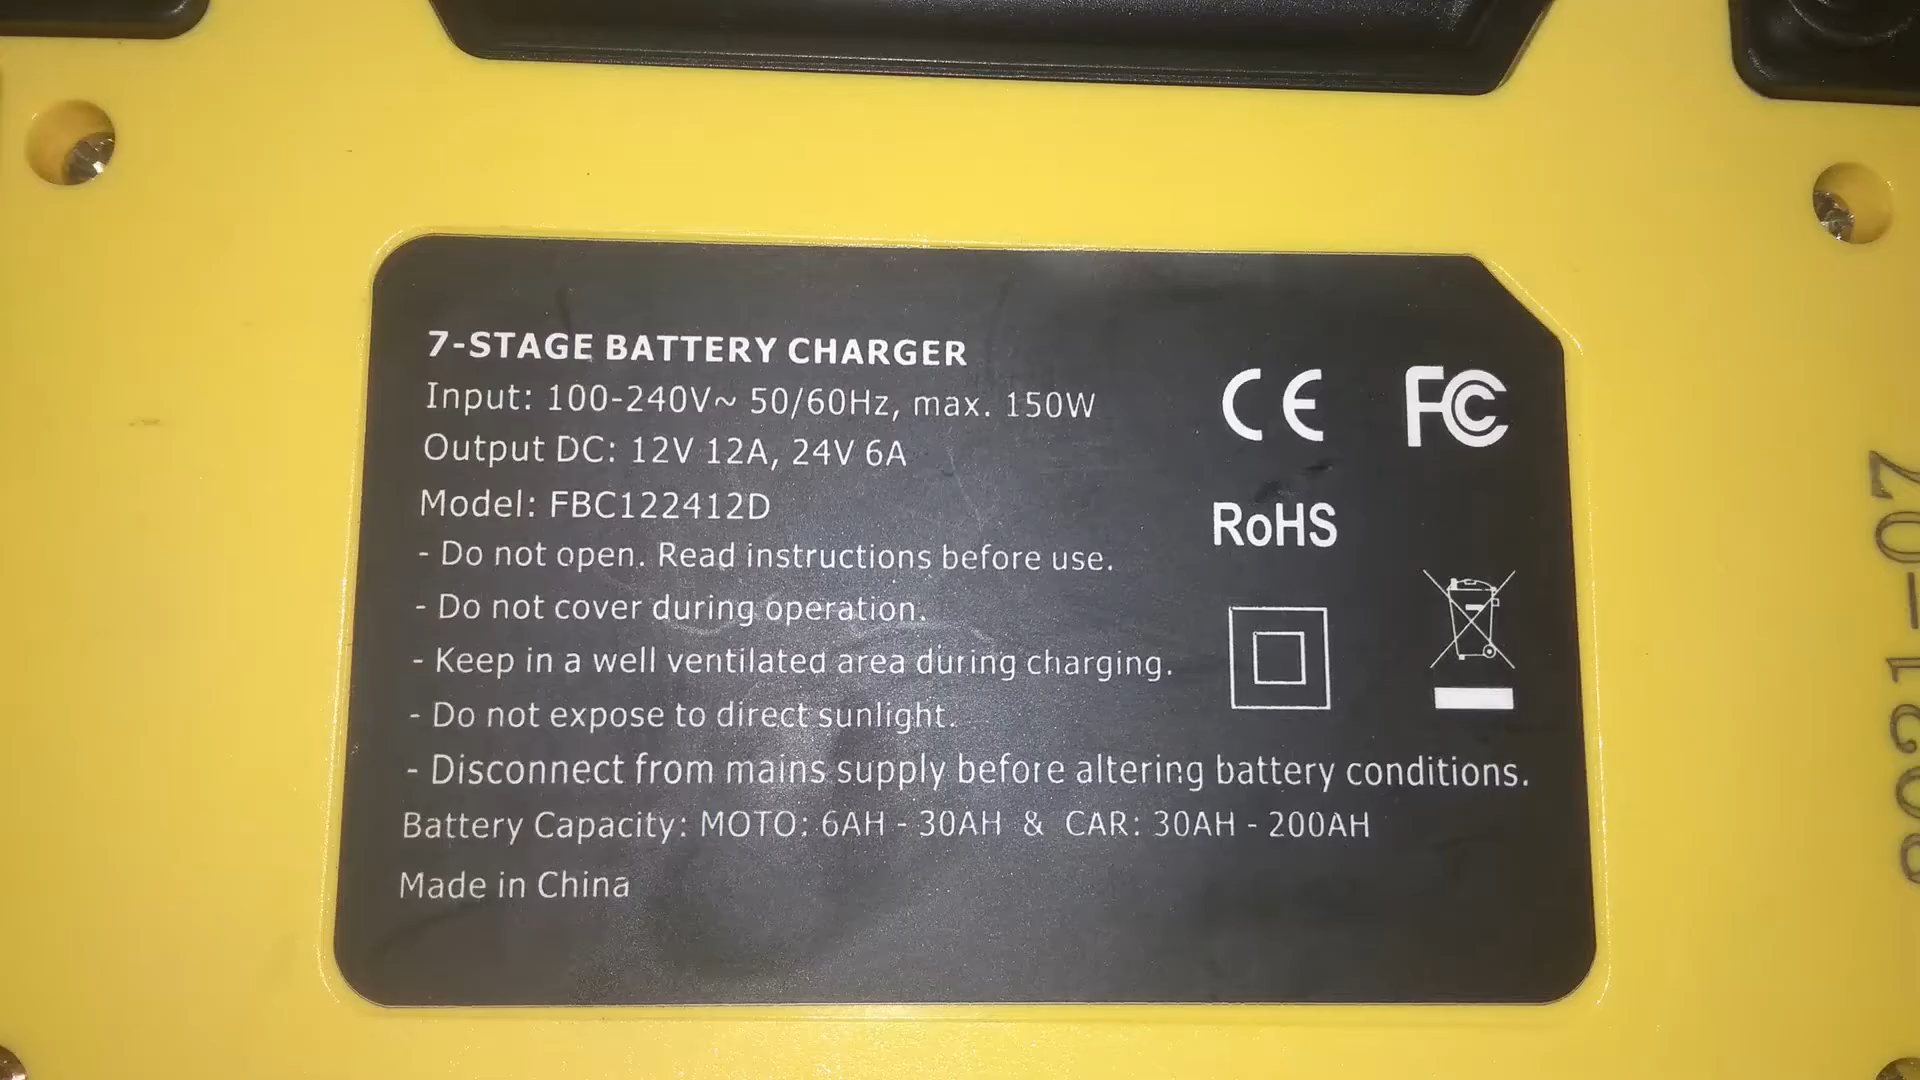 7-STAGE BATTERY CHARGER
Input: 100-240V~ 50/60Hz, max. 150W
Output DC: 12V 12A, 24V 6A
Model: FBC122412D
- Do not open. Read instructions before use.
- Do not cover during operation.
- Keep in a well ventilated area during charging.
- Do not expose to direct sunlight.
- Disconnect from mains supply before altering battery conditions.
Battery Capacity: MOTO: 6AH - 30AH & CAR: 30AH - 200AH
Made in China
CE FC
RoHS
2021-07